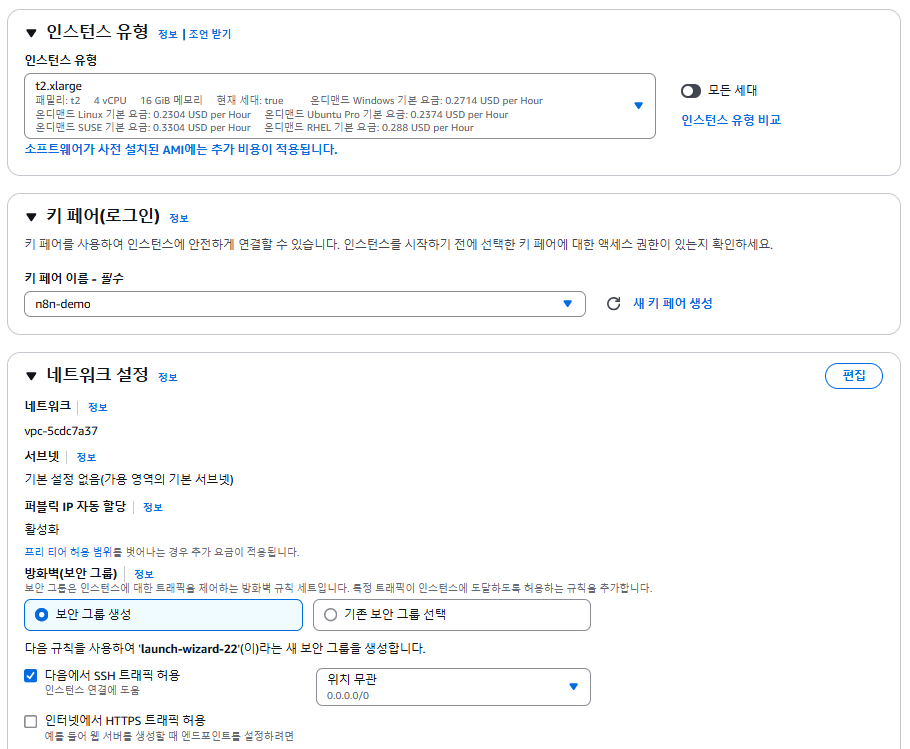 인스턴스 유형 정보 | 조언 받기
인스턴스 유형
t2.xlarge
패밀리: t2 4 vCPU 16 GiB 메모리 현재 세대: true 온디맨드 Windows 기본 요금: 0.2714 USD per Hour
온디맨드 Linux 기본 요금: 0.2304 USD per Hour 온디맨드 Ubuntu Pro 기본 요금: 0.2374 USD per Hour
온디맨드 SUSE 기본 요금: 0.3304 USD per Hour 온디맨드 RHEL 기본 요금: 0.288 USD per Hour
모든 세대
인스턴스 유형 비교
소프트웨어가 사전 설치된 AMI에는 추가 비용이 적용됩니다.
키 페어(로그인) 정보
키 페어를 사용하여 인스턴스에 안전하게 연결할 수 있습니다. 인스턴스를 시작하기 전에 선택한 키 페어에 대한 액세스 권한이 있는지 확인하세요.
키 페어 이름 - 필수
n8n-demo
새 키 페어 생성
네트워크 설정 정보
편집
네트워크 정보
vpc-5cdc7a37
서브넷 정보
기본 설정 없음(가용 영역의 기본 서브넷)
퍼블릭 IP 자동 할당 정보
활성화
프리 티어 허용 범위를 벗어나는 경우 추가 요금이 적용됩니다.
방화벽(보안 그룹) 정보
보안 그룹은 인스턴스에 대한 트래픽을 제어하는 방화벽 규칙 세트입니다. 특정 트래픽이 인스턴스에 도달하도록 허용하는 규칙을 추가합니다.
보안 그룹 생성
기존 보안 그룹 선택
다음 규칙을 사용하여 'launch-wizard-22'(이)라는 새 보안 그룹을 생성합니다.
다음에서 SSH 트래픽 허용
인스턴스 연결에 도움
위치 무관
0.0.0.0/0
인터넷에서 HTTPS 트래픽 허용
예를 들어 웹 서버를 생성할 때 엔드포인트를 설정하려면